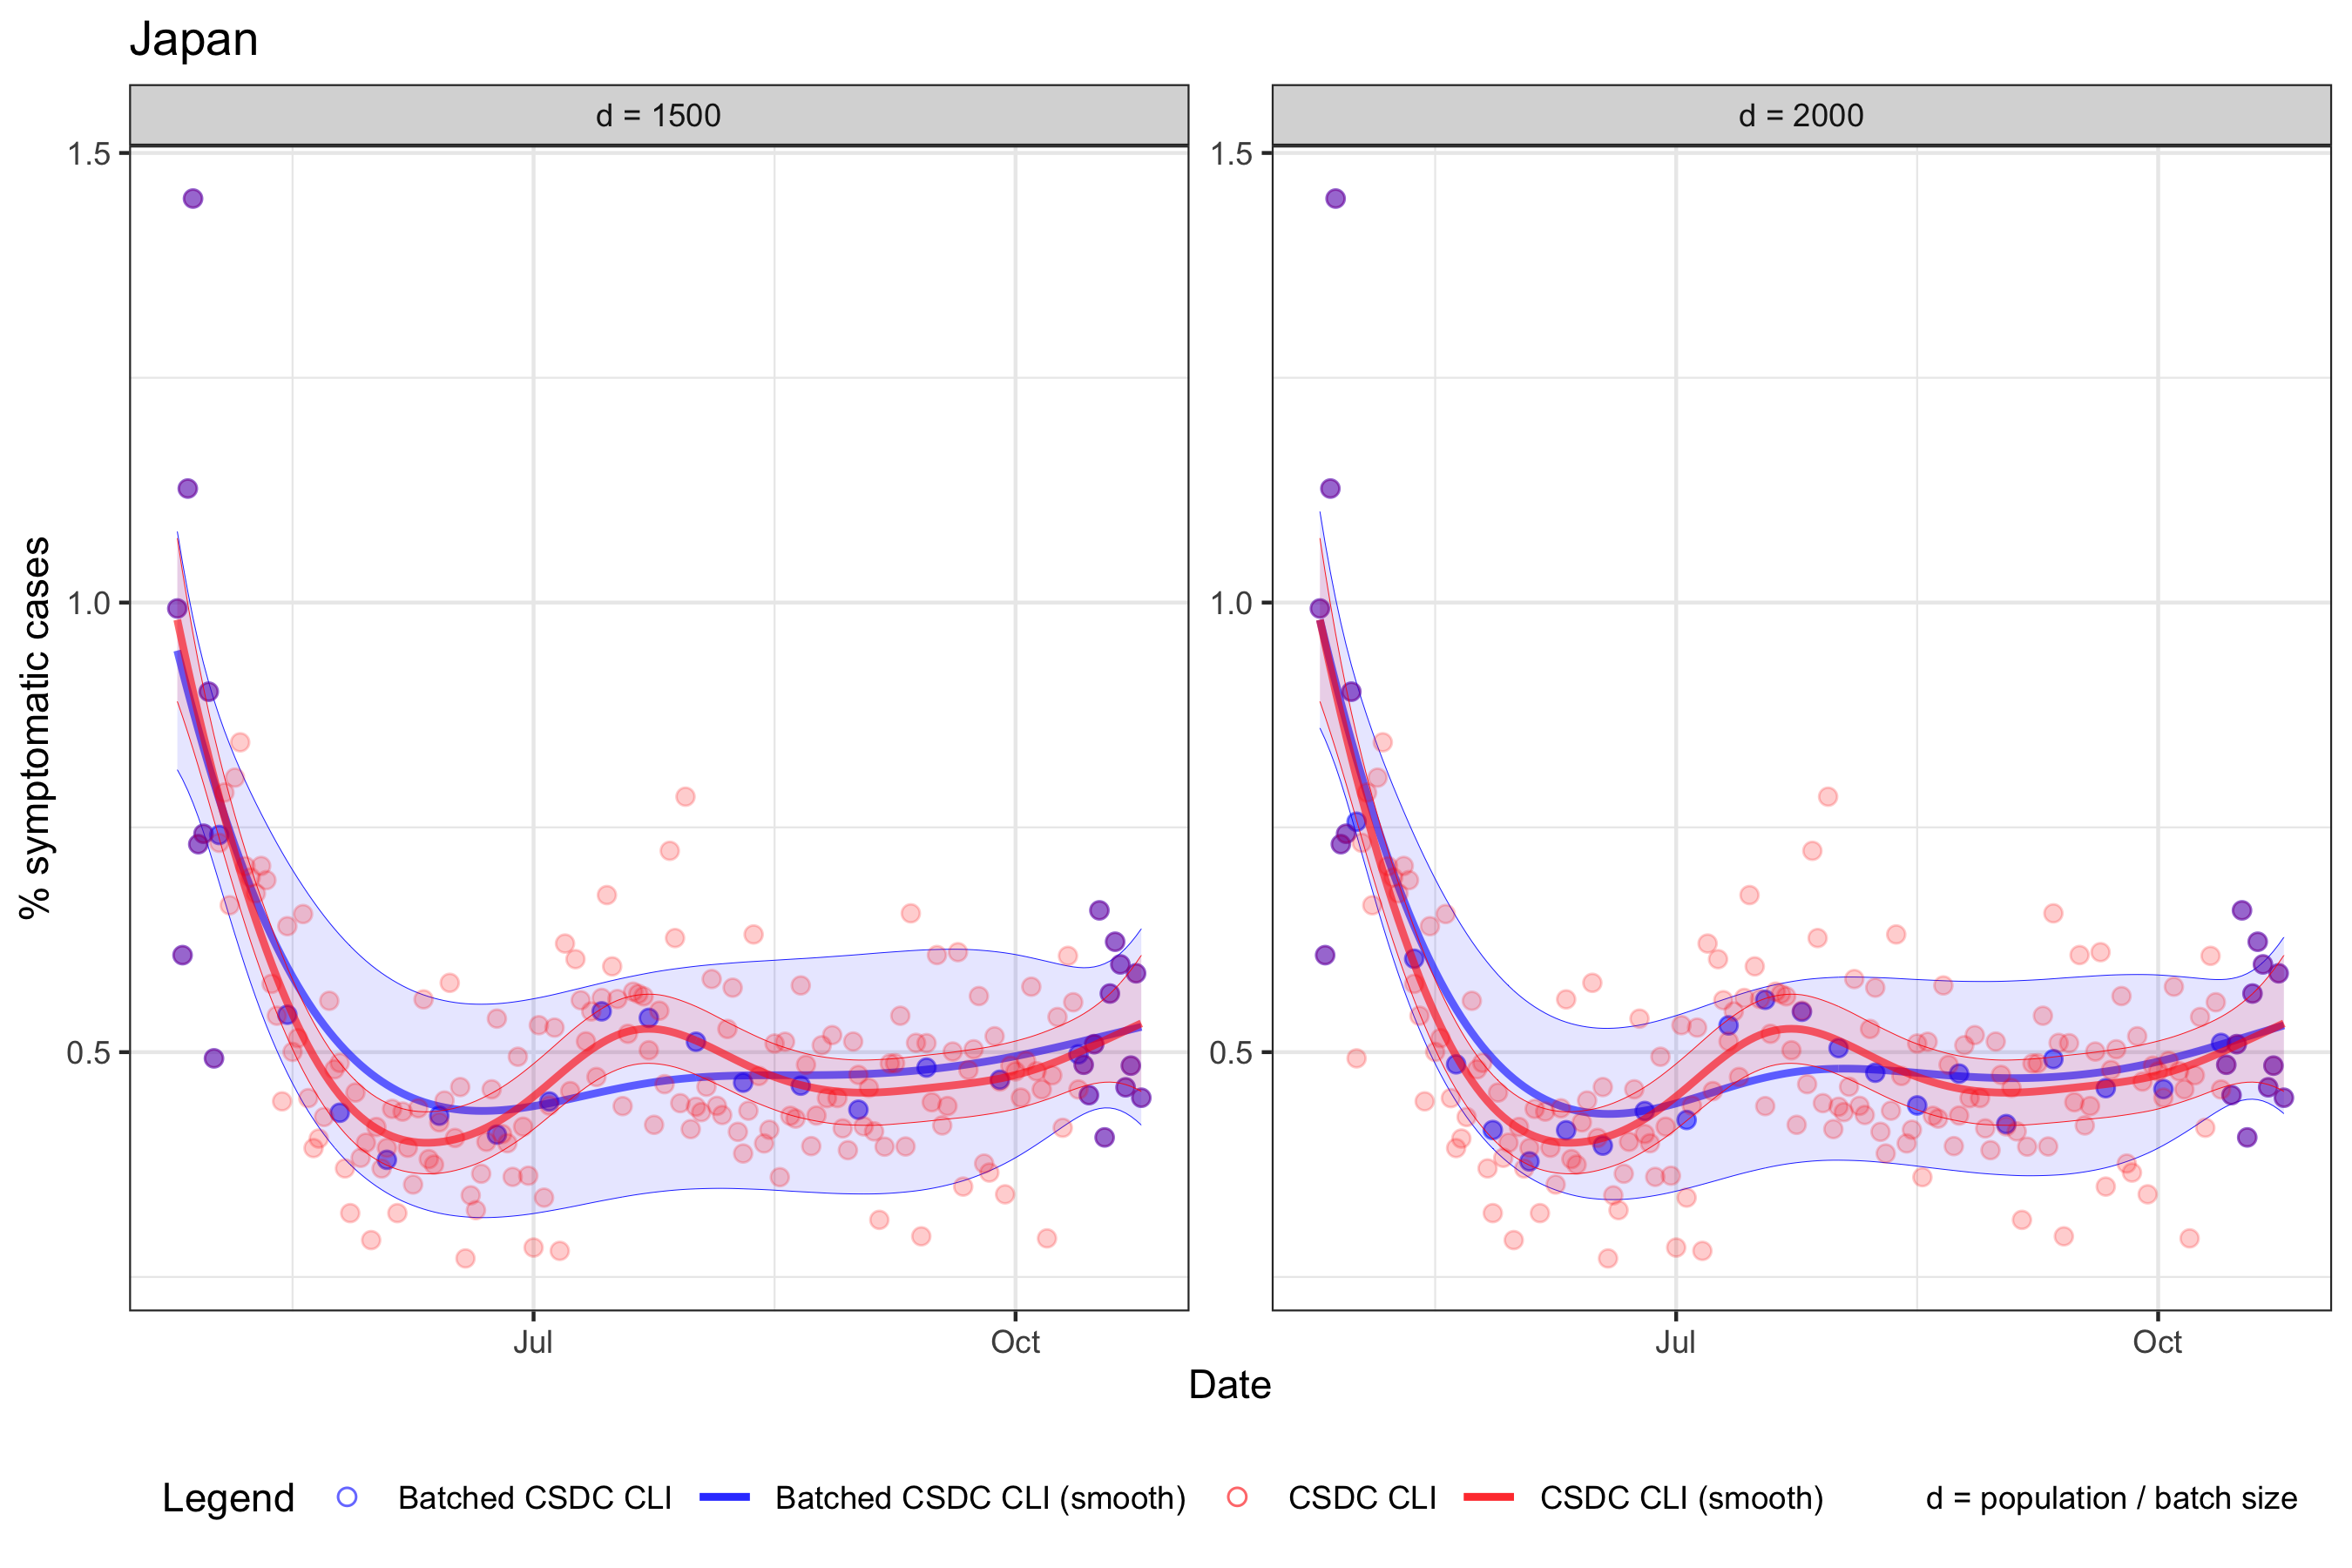 Japan
d = 1500
d = 2000
% symptomatic cases
1.5
1.0
0.5
1.5
1.0
0.5
Jul
Oct
Jul
Oct
Date
Legend
Batched CSDC CLI
Batched CSDC CLI (smooth)
CSDC CLI
CSDC CLI (smooth)
d = population / batch size